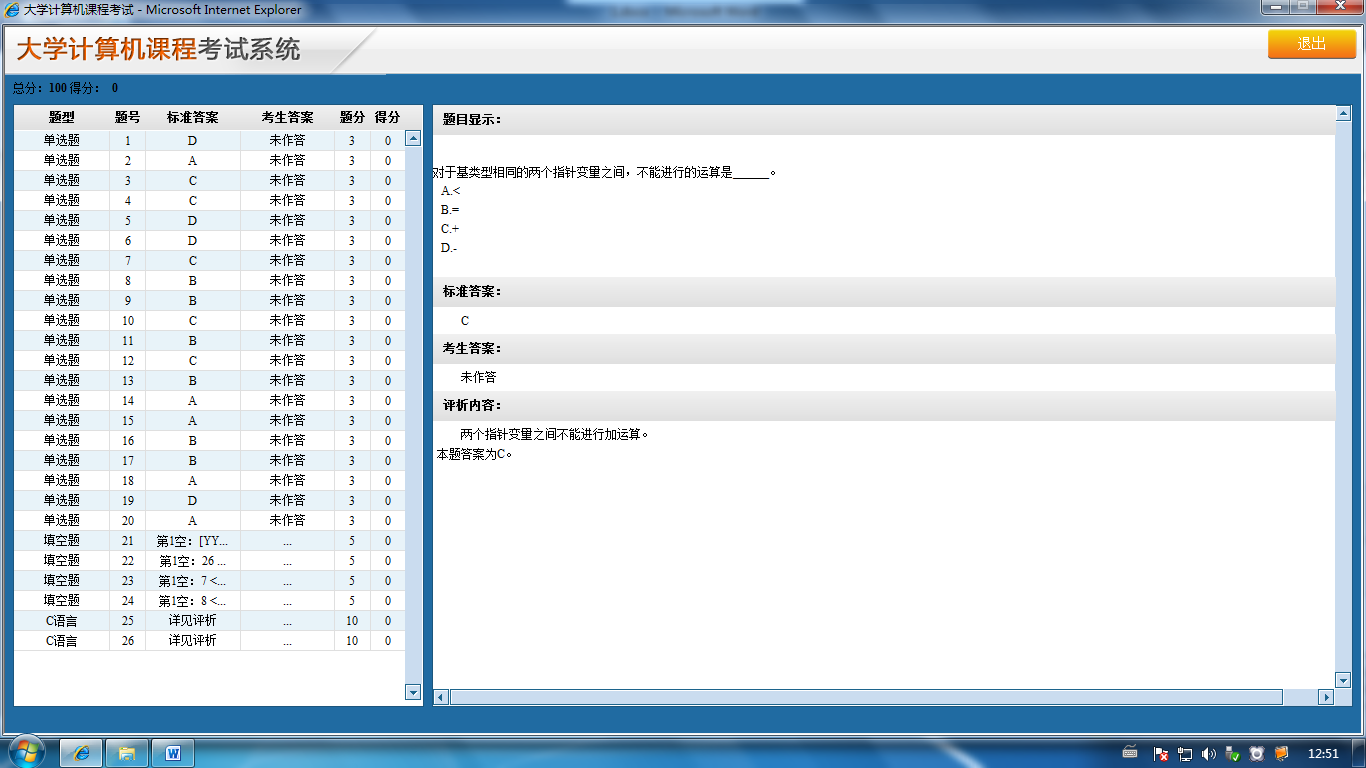 大学计算机课程考试 - Microsoft Internet Explorer
大学计算机课程考试系统
退出
总分：100 得分： 0
题型 题号 标准答案 考生答案 题分 得分
单选题 1 D 未作答 3 0
单选题 2 A 未作答 3 0
单选题 3 C 未作答 3 0
单选题 4 C 未作答 3 0
单选题 5 D 未作答 3 0
单选题 6 D 未作答 3 0
单选题 7 C 未作答 3 0
单选题 8 B 未作答 3 0
单选题 9 B 未作答 3 0
单选题 10 C 未作答 3 0
单选题 11 B 未作答 3 0
单选题 12 C 未作答 3 0
单选题 13 B 未作答 3 0
单选题 14 A 未作答 3 0
单选题 15 A 未作答 3 0
单选题 16 B 未作答 3 0
单选题 17 B 未作答 3 0
单选题 18 A 未作答 3 0
单选题 19 D 未作答 3 0
单选题 20 A 未作答 3 0
填空题 21 第1空：[YY... ... 5 0
填空题 22 第1空：26 ... ... 5 0
填空题 23 第1空：7 <... ... 5 0
填空题 24 第1空：8 <... ... 5 0
C语言 25 详见评析 ... 10 0
C语言 26 详见评析 ... 10 0
题目显示：
对于基类型相同的两个指针变量之间，不能进行的运算是______。
A.<
B.=
C.+
D.-
标准答案：
C
考生答案：
未作答
评析内容：
两个指针变量之间不能进行加运算。
本题答案为C。
12:51